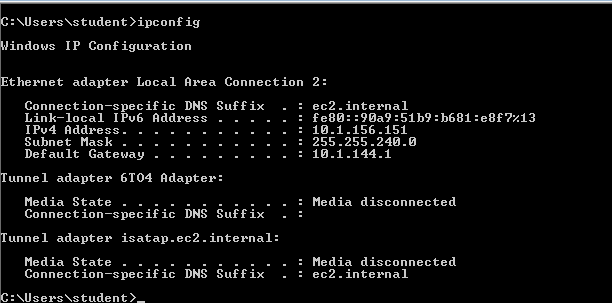 C:\Users\student>ipconfig
Windows IP Configuration
Ethernet adapter Local Area Connection 2:
   Connection-specific DNS Suffix  . : ec2.internal
   Link-local IPv6 Address . . . . . : fe80::90a9:51b9:b681:e8f7%13
   IPv4 Address. . . . . . . . . . . : 10.1.156.151
   Subnet Mask . . . . . . . . . . . : 255.255.240.0
   Default Gateway . . . . . . . . . : 10.1.144.1
Tunnel adapter 6TO4 Adapter:
   Media State . . . . . . . . . . . : Media disconnected
   Connection-specific DNS Suffix  . :
Tunnel adapter isatap.ec2.internal:
   Media State . . . . . . . . . . . : Media disconnected
   Connection-specific DNS Suffix  . : ec2.internal
C:\Users\student>_